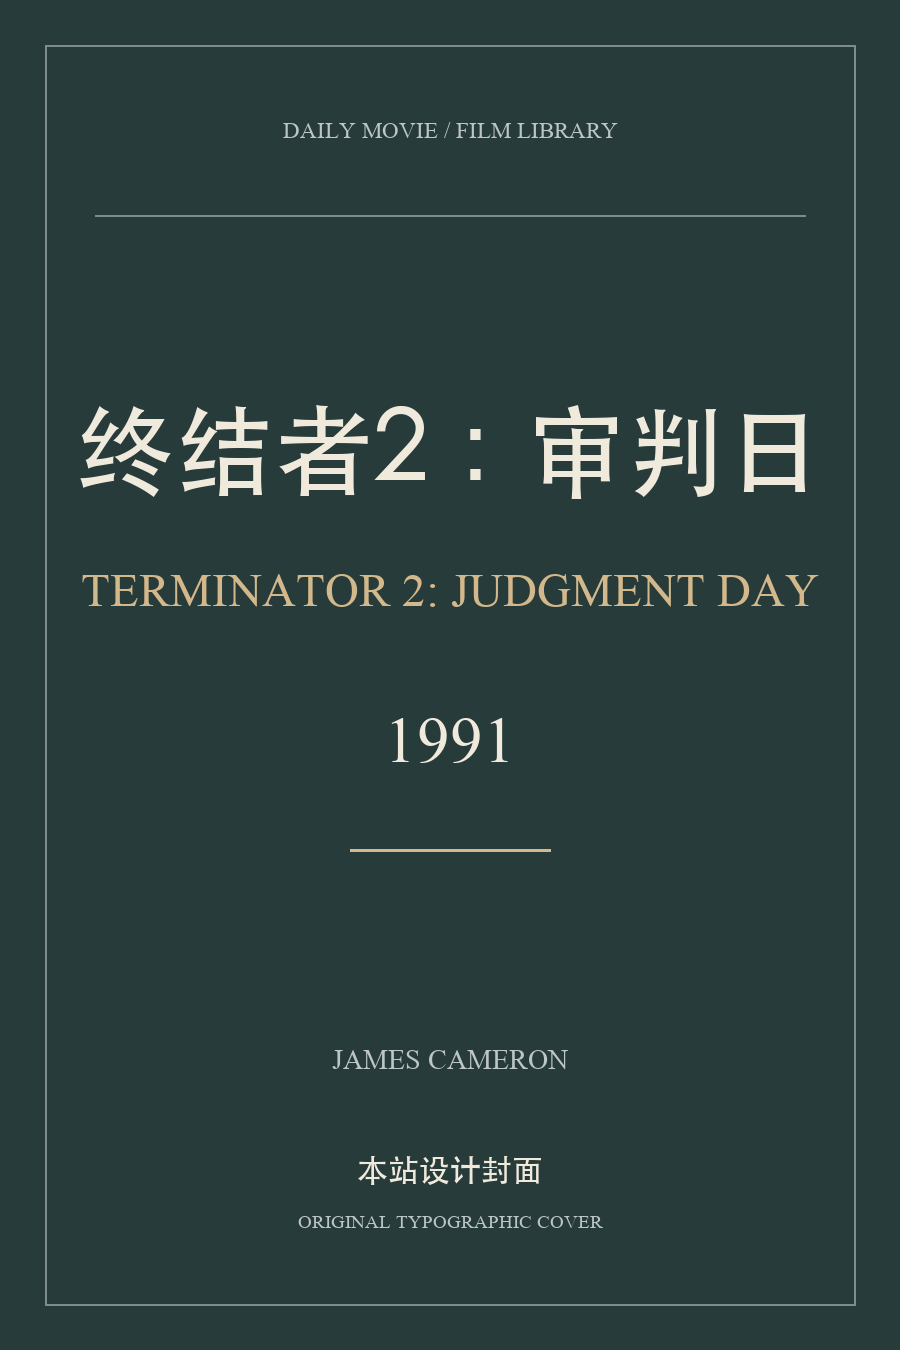 DAILY MOVIE / FILM LIBRARY
终结者2：审判日
TERMINATOR 2: JUDGMENT DAY
1991
JAMES CAMERON
本站设计封面
ORIGINAL TYPOGRAPHIC COVER